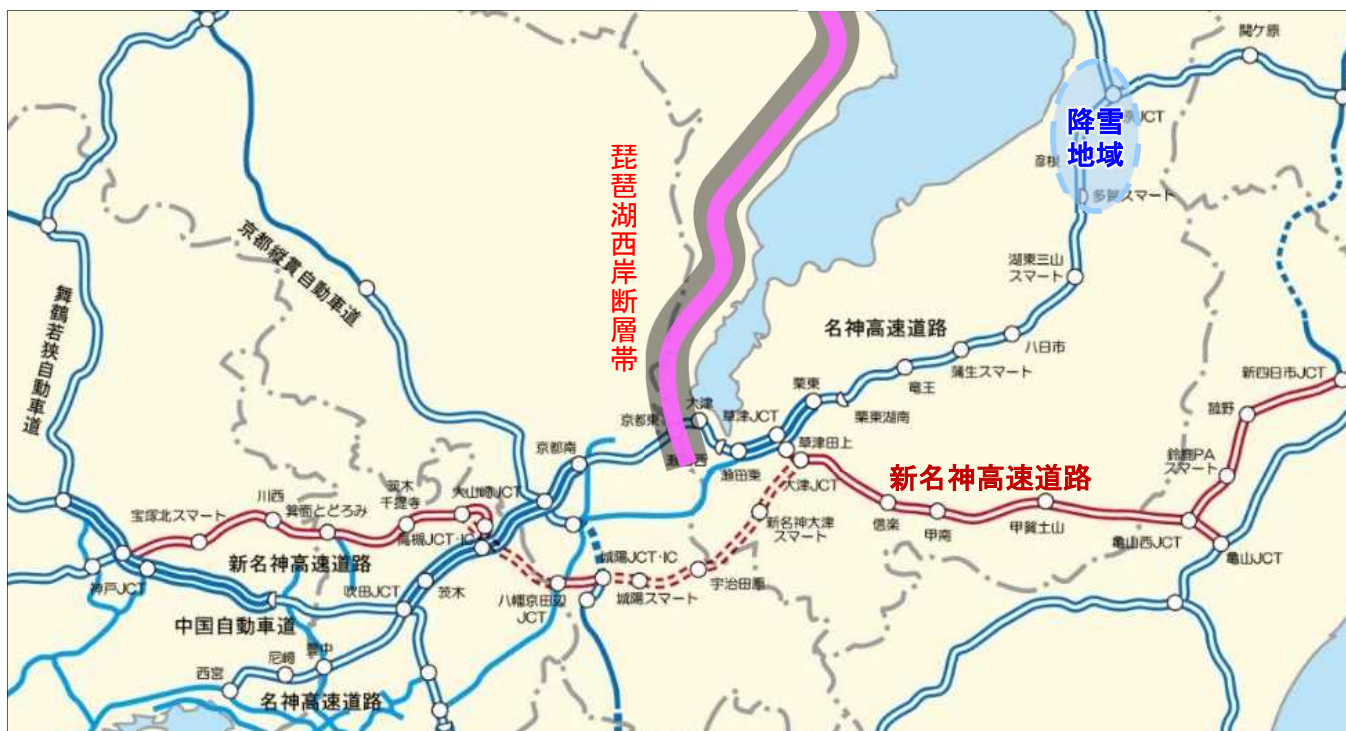 関ケ原
降雪
地域
原JCT
彦根
多賀スマート
琵琶湖西岸断層帯
京都縦貫自動車道
舞鶴若狭自動車道
湖東三山
スマート
名神高速道路
八日市
蒲生スマート
竜王
栗東
栗東湖南
新四日市JCT
菰野
鈴鹿PA
スマート
大津
草津JCT
京都東
京都南
瀬田東
草津田上
大津JCT
新名神高速道路
信楽
甲南
甲賀土山
亀山西JCT
亀山JCT
新名神大津
スマート
大山崎JCT
茨木
千提寺
川西
箕面とどろみ
宝塚北スマート
高槻JCT・IC
新名神高速道路
城陽JCT・IC
宇治田原
城陽スマート
八幡京田辺
JCT
神戸JCT
吹田JCT
茨木
中国自動車道
豊中
尼崎
西宮
名神高速道路